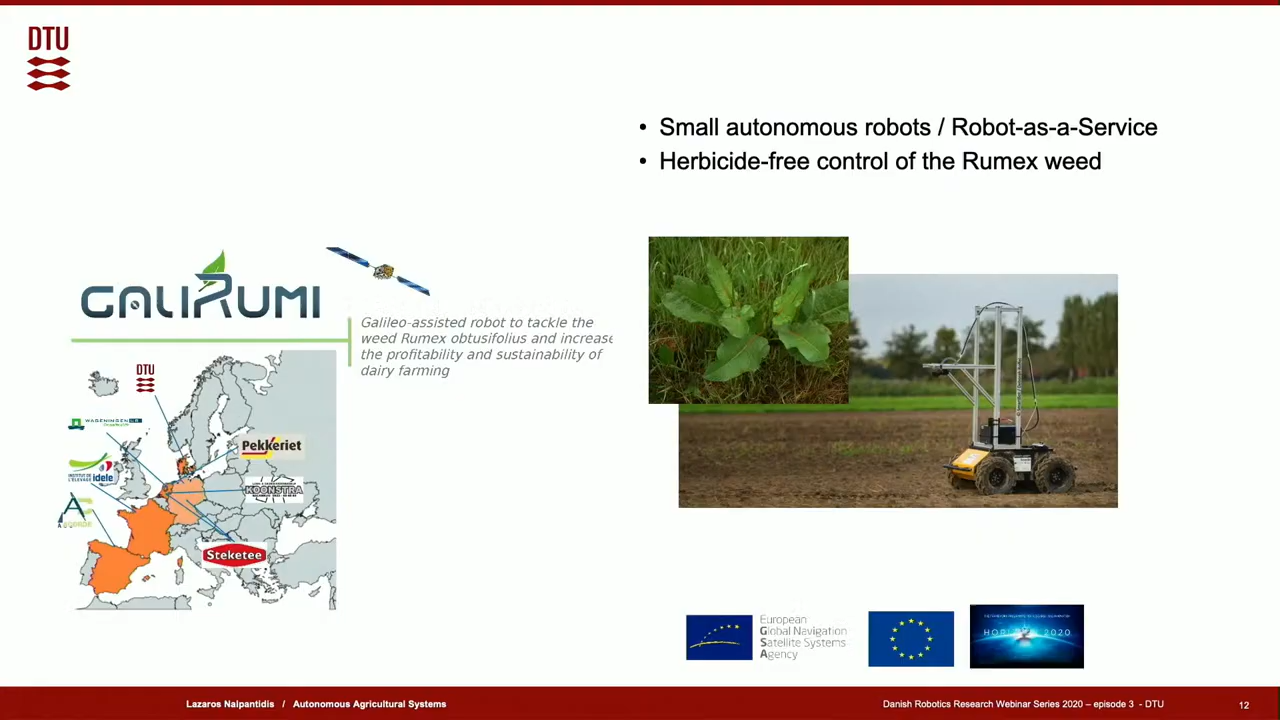 DTU
• Small autonomous robots / Robot-as-a-Service
• Herbicide-free control of the Rumex weed
GALIRUMI
Galileo-assisted robot to tackle the
weed Rumex obtusifolius and increase
the profitability and sustainability of
dairy farming
DTU
WAGENINGEN
Pekkeriet
INSTITUT DE
L'ELEVAGE idele
KOONSTRA
Steketee
European
Global Navigation
Satellite Systems
Agency
HORIZON 2020
Lazaros Nalpantidis / Autonomous Agricultural Systems
Danish Robotics Research Webinar Series 2020 – episode 3 - DTU
12